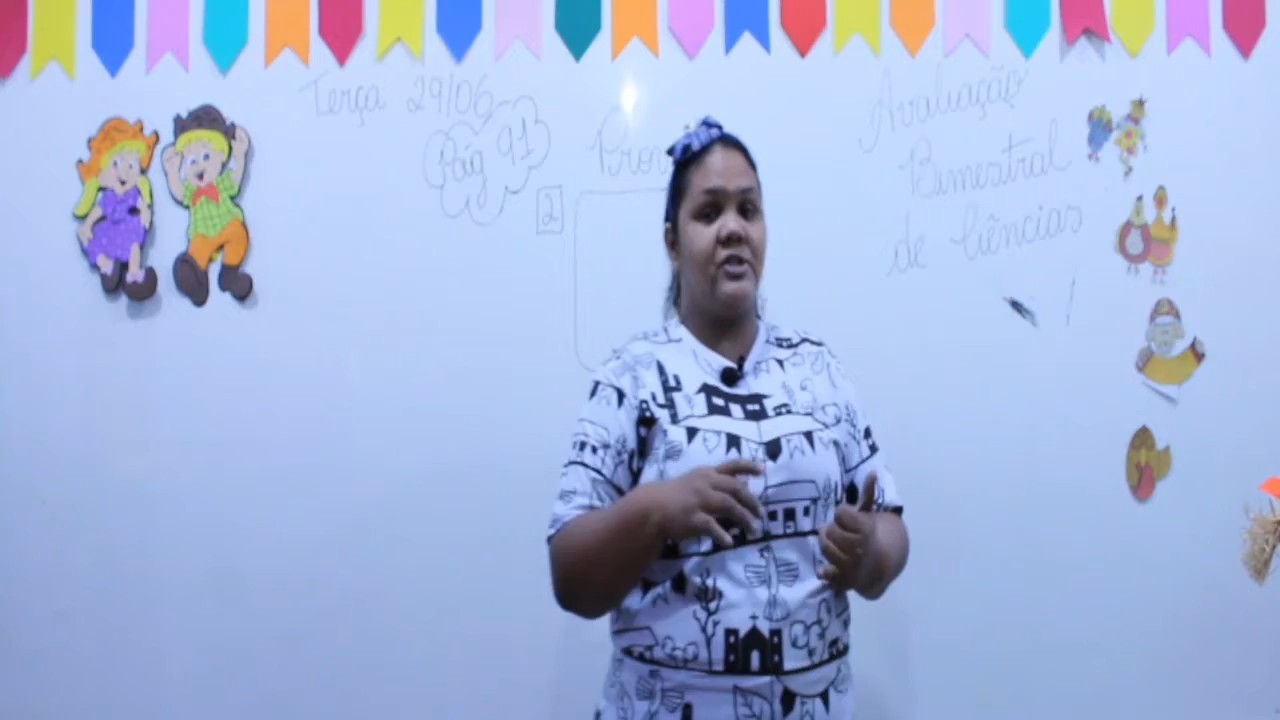 Terça 29/06
Pág 91
2
Avaliação
Bimestral
de Ciências